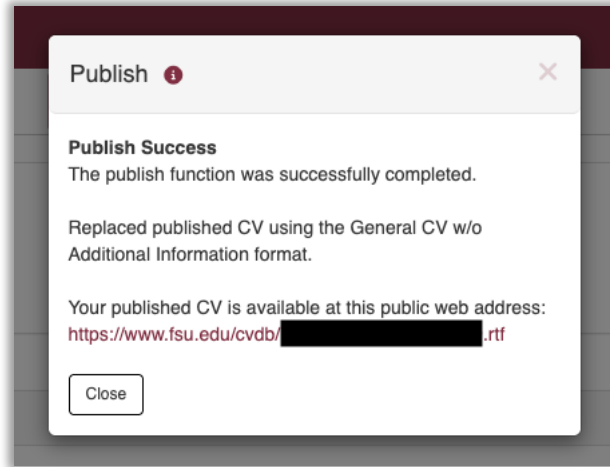 Publish
Publish Success
The publish function was successfully completed.
Replaced published CV using the General CV w/o
Additional Information format.
Your published CV is available at this public web address:
https://www.fsu.edu/cvdb/ .rtf
Close